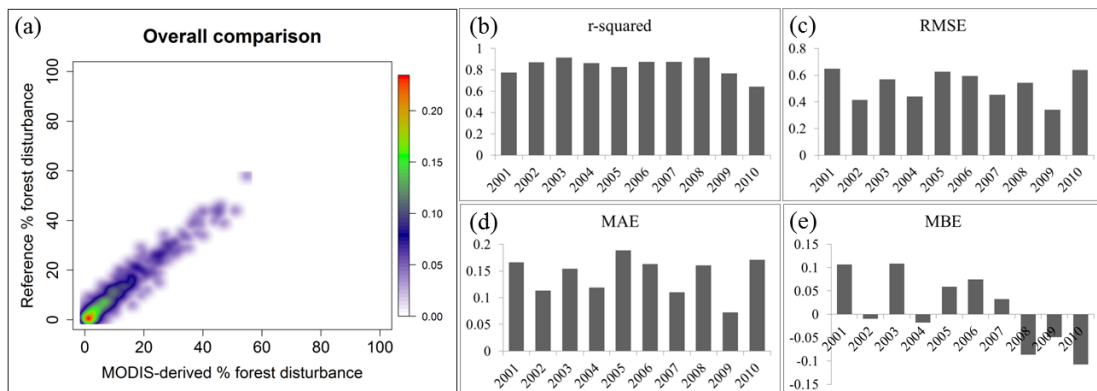 (a)
Overall comparison
Reference % forest disturbance
100
80
60
40
20
0
0 20 40 60 80 100
MODIS-derived % forest disturbance
0.20
0.15
0.10
0.05
0.00
(b)
r-squared
1
0.8
0.6
0.4
0.2
0
2001 2002 2003 2004 2005 2006 2007 2008 2009 2010
(c)
RMSE
0.8
0.6
0.4
0.2
0
2001 2002 2003 2004 2005 2006 2007 2008 2009 2010
(d)
MAE
0.2
0.15
0.1
0.05
0
2001 2002 2003 2004 2005 2006 2007 2008 2009 2010
(e)
MBE
0.15
0.1
0.05
0
-0.05
-0.1
-0.15
2001 2002 2003 2004 2005 2006 2007 2008 2009 2010